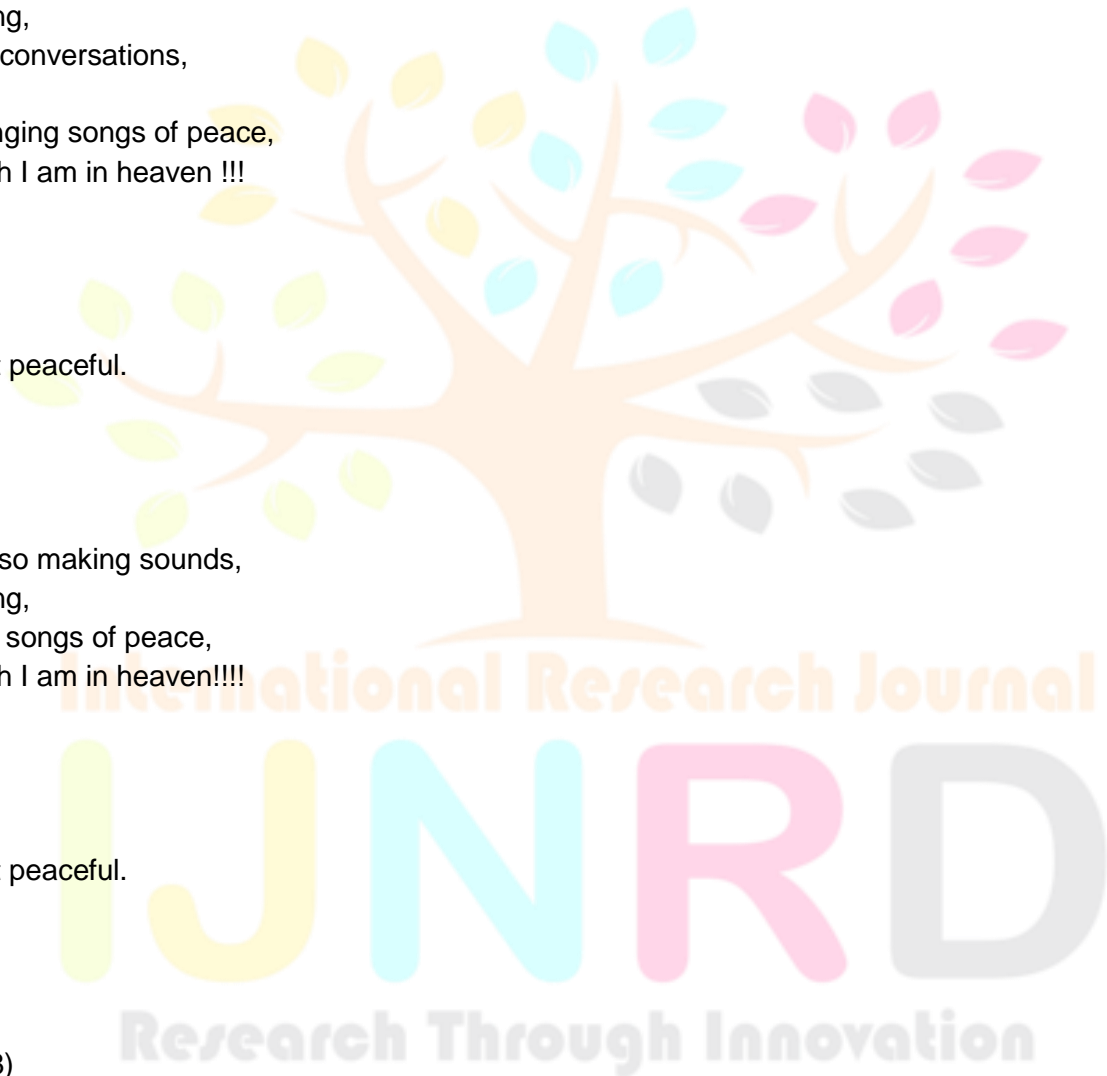 ng,
conversations,
nging songs of peace,
h I am in heaven !!!
t peaceful.
so making sounds,
ng,
songs of peace,
h I am in heaven!!!!
International Research Journal
IJNRD
t peaceful.
Research Through Innovation
3)